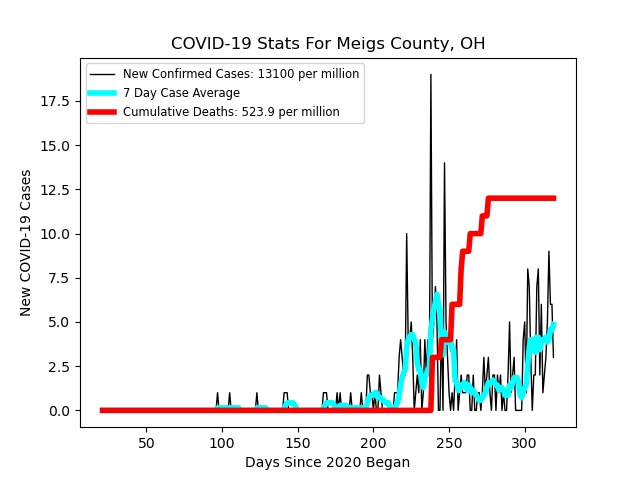 COVID-19 Stats For Meigs County, OH
New Confirmed Cases: 13100 per million
7 Day Case Average
Cumulative Deaths: 523.9 per million
New COVID-19 Cases
17.5
15.0
12.5
10.0
7.5
5.0
2.5
0.0
50 100 150 200 250 300
Days Since 2020 Began